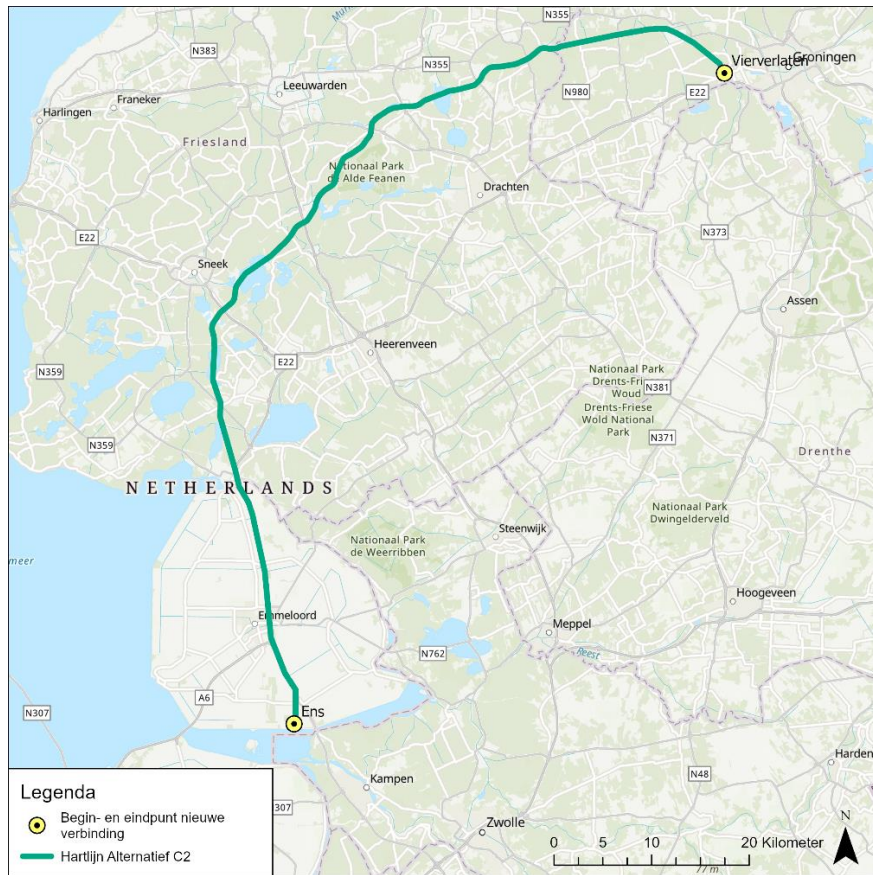 N355
N383
Vierverlaten
Groningen
N355
Leeuwarden
Franeker
N980
E22
Harlingen
Friesland
Nationaal Park
de Alde Feanen
Drachten
N373
E22
Sneek
Assen
Heerenveen
E22
N359
Nationaal Park
Drents-Friese
Woud
Drents-Friese
Wold National
Park
N381
N371
N359
Drenthe
NETHERLANDS
Nationaal Park
Dwingelderveld
Steenwijk
Nationaal Park
de Weerribben
meer
Hoogeveen
Emmeloord
Meppel
Reest
N762
A6
Ens
N307
Kampen
N48
Harden
307
Zwolle
Legenda
Begin- en eindpunt nieuwe
verbinding
Hartlijn Alternatief C2
0 5 10 20 Kilometer
N
77 m